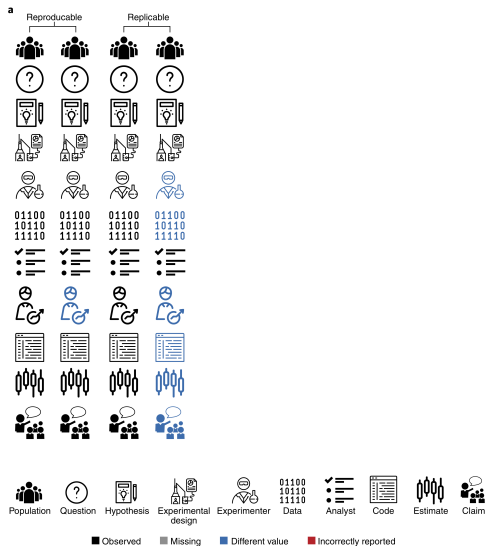 a
Reproducable Replicable
? ? ? ?
01100 01100 01100 01100
10110 10110 10110 10110
11110 11110 11110 11110
?
01100
10110
11110
Population Question Hypothesis Experimental design Experimenter Data Analyst Code Estimate Claim
Observed Missing Different value Incorrectly reported